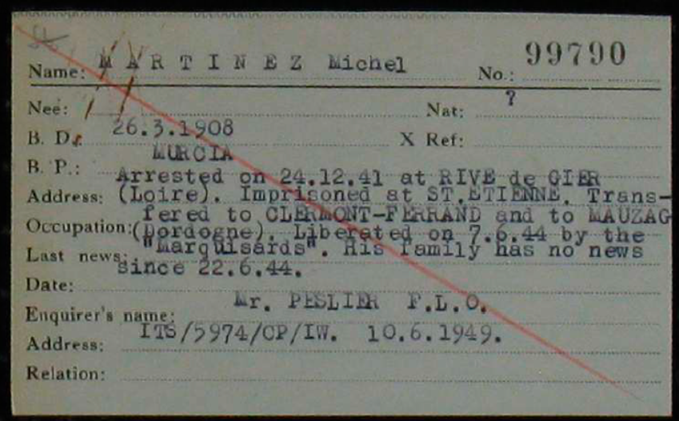 Name: MARTINEZ Michel No.: 99790
Neé: Nat: ?
B. D.: 26.3.1908 X Ref:
B. P.: MURCIA
Arrested on 24.12.41 at RIVE de GIER
Address: (Loire). Imprisoned at ST.ETIENNE. Trans-
fered to CLERMONT-FERRAND and to MAUZAG
Occupation: (Dordogne). Liberated on 7.6.44 by the
Last news: "Marquisards". His family has no news
since 22.6.44.
Date:
Enquirer's name: Mr. PESLIER F.L.O.
Address: ITS/5974/CP/IW. 10.6.1949.
Relation: